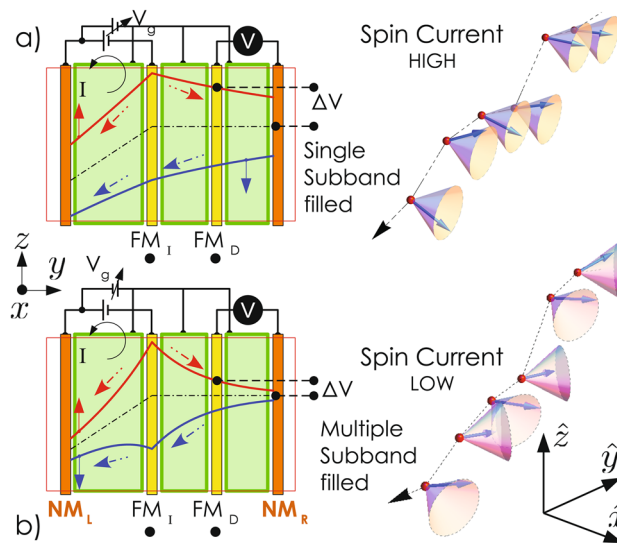 a)
V g
V
I
ΔV
Single
Subband
filled
FM I
FM D
Spin Current
HIGH
z
y
x
V g
V
I
ΔV
Multiple
Subband
filled
Spin Current
LOW
NM L
FM I
FM D
NM R
b)
ẑ
ŷ
x̂